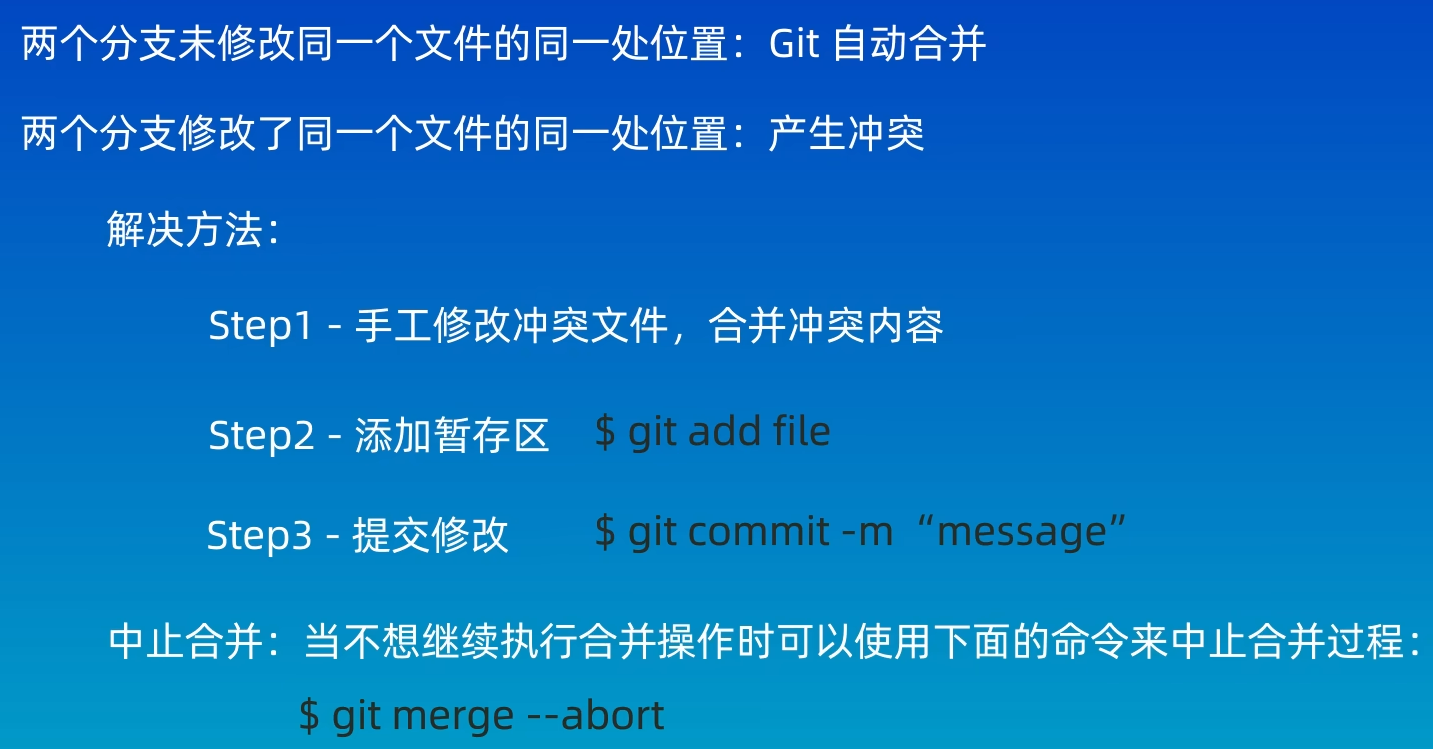 两个分支未修改同一个文件的同一处位置：Git 自动合并
两个分支修改了同一个文件的同一处位置：产生冲突
解决方法：
Step1 - 手工修改冲突文件，合并冲突内容
Step2 - 添加暂存区 $ git add file
Step3 - 提交修改 $ git commit -m “message”
中止合并：当不想继续执行合并操作时可以使用下面的命令来中止合并过程：
$ git merge --abort